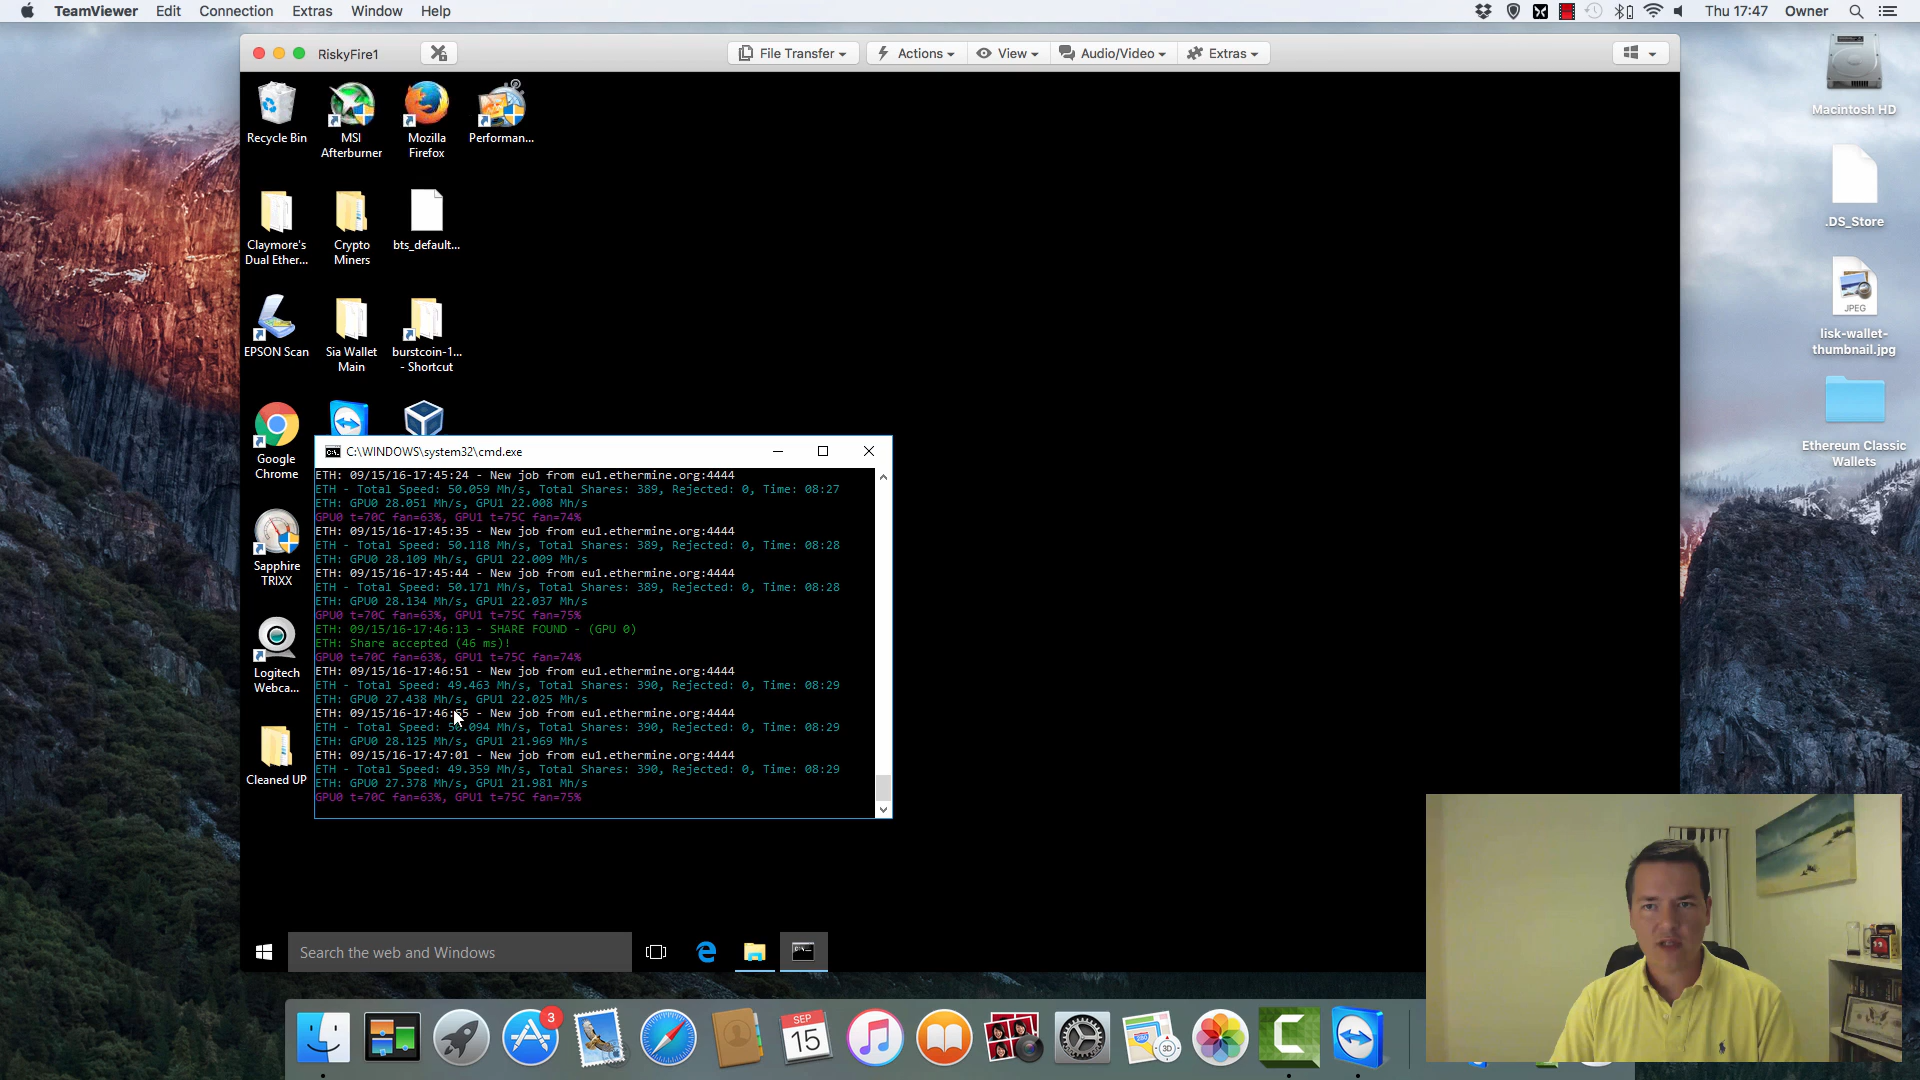 TeamViewer Edit Connection Extras Window Help
Thu 17:47 Owner
RiskyFire1
File Transfer Actions View Audio/Video Extras
Recycle Bin
MSI
Afterburner
Mozilla
Firefox
Performan...
Claymore's
Dual Ether...
Crypto
Miners
bts_default...
EPSON Scan
Sia Wallet
Main
burstcoin-1...
- Shortcut
Google
Chrome
Sapphire
TRIXX
Logitech
Webca...
Cleaned UP
C:\WINDOWS\system32\cmd.exe
ETH: 09/15/16-17:45:24 - New job from eu1.ethermine.org:4444
ETH - Total Speed: 50.059 Mh/s, Total Shares: 389, Rejected: 0, Time: 08:27
ETH: GPU0 28.051 Mh/s, GPU1 22.008 Mh/s
GPU0 t=70C fan=63%, GPU1 t=75C fan=74%
ETH: 09/15/16-17:45:35 - New job from eu1.ethermine.org:4444
ETH - Total Speed: 50.118 Mh/s, Total Shares: 389, Rejected: 0, Time: 08:28
ETH: GPU0 28.109 Mh/s, GPU1 22.009 Mh/s
ETH: 09/15/16-17:45:44 - New job from eu1.ethermine.org:4444
ETH - Total Speed: 50.171 Mh/s, Total Shares: 389, Rejected: 0, Time: 08:28
ETH: GPU0 28.134 Mh/s, GPU1 22.037 Mh/s
GPU0 t=70C fan=63%, GPU1 t=75C fan=75%
ETH: 09/15/16-17:46:13 - SHARE FOUND - (GPU 0)
ETH: Share accepted (46 ms)!
GPU0 t=70C fan=63%, GPU1 t=75C fan=74%
ETH: 09/15/16-17:46:51 - New job from eu1.ethermine.org:4444
ETH - Total Speed: 49.463 Mh/s, Total Shares: 390, Rejected: 0, Time: 08:29
ETH: GPU0 27.438 Mh/s, GPU1 22.025 Mh/s
ETH: 09/15/16-17:46:55 - New job from eu1.ethermine.org:4444
ETH - Total Speed: 50.094 Mh/s, Total Shares: 390, Rejected: 0, Time: 08:29
ETH: GPU0 28.125 Mh/s, GPU1 21.969 Mh/s
ETH: 09/15/16-17:47:01 - New job from eu1.ethermine.org:4444
ETH - Total Speed: 49.359 Mh/s, Total Shares: 390, Rejected: 0, Time: 08:29
ETH: GPU0 27.378 Mh/s, GPU1 21.981 Mh/s
GPU0 t=70C fan=63%, GPU1 t=75C fan=75%
Search the web and Windows
Macintosh HD
.DS_Store
JPEG
lisk-wallet-
thumbnail.jpg
Ethereum Classic
Wallets
3
SEP
15
280
3D